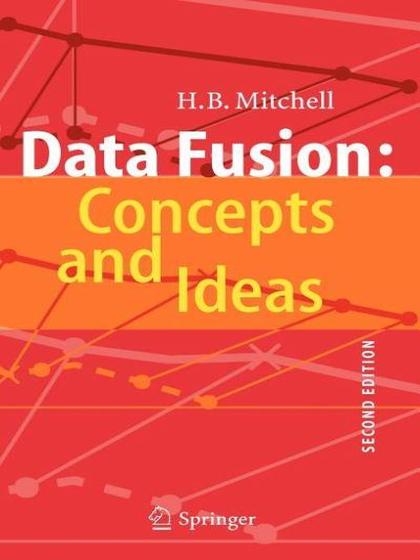 H.B. Mitchell
Data Fusion:
Concepts
and
Ideas
SECOND EDITION
Springer